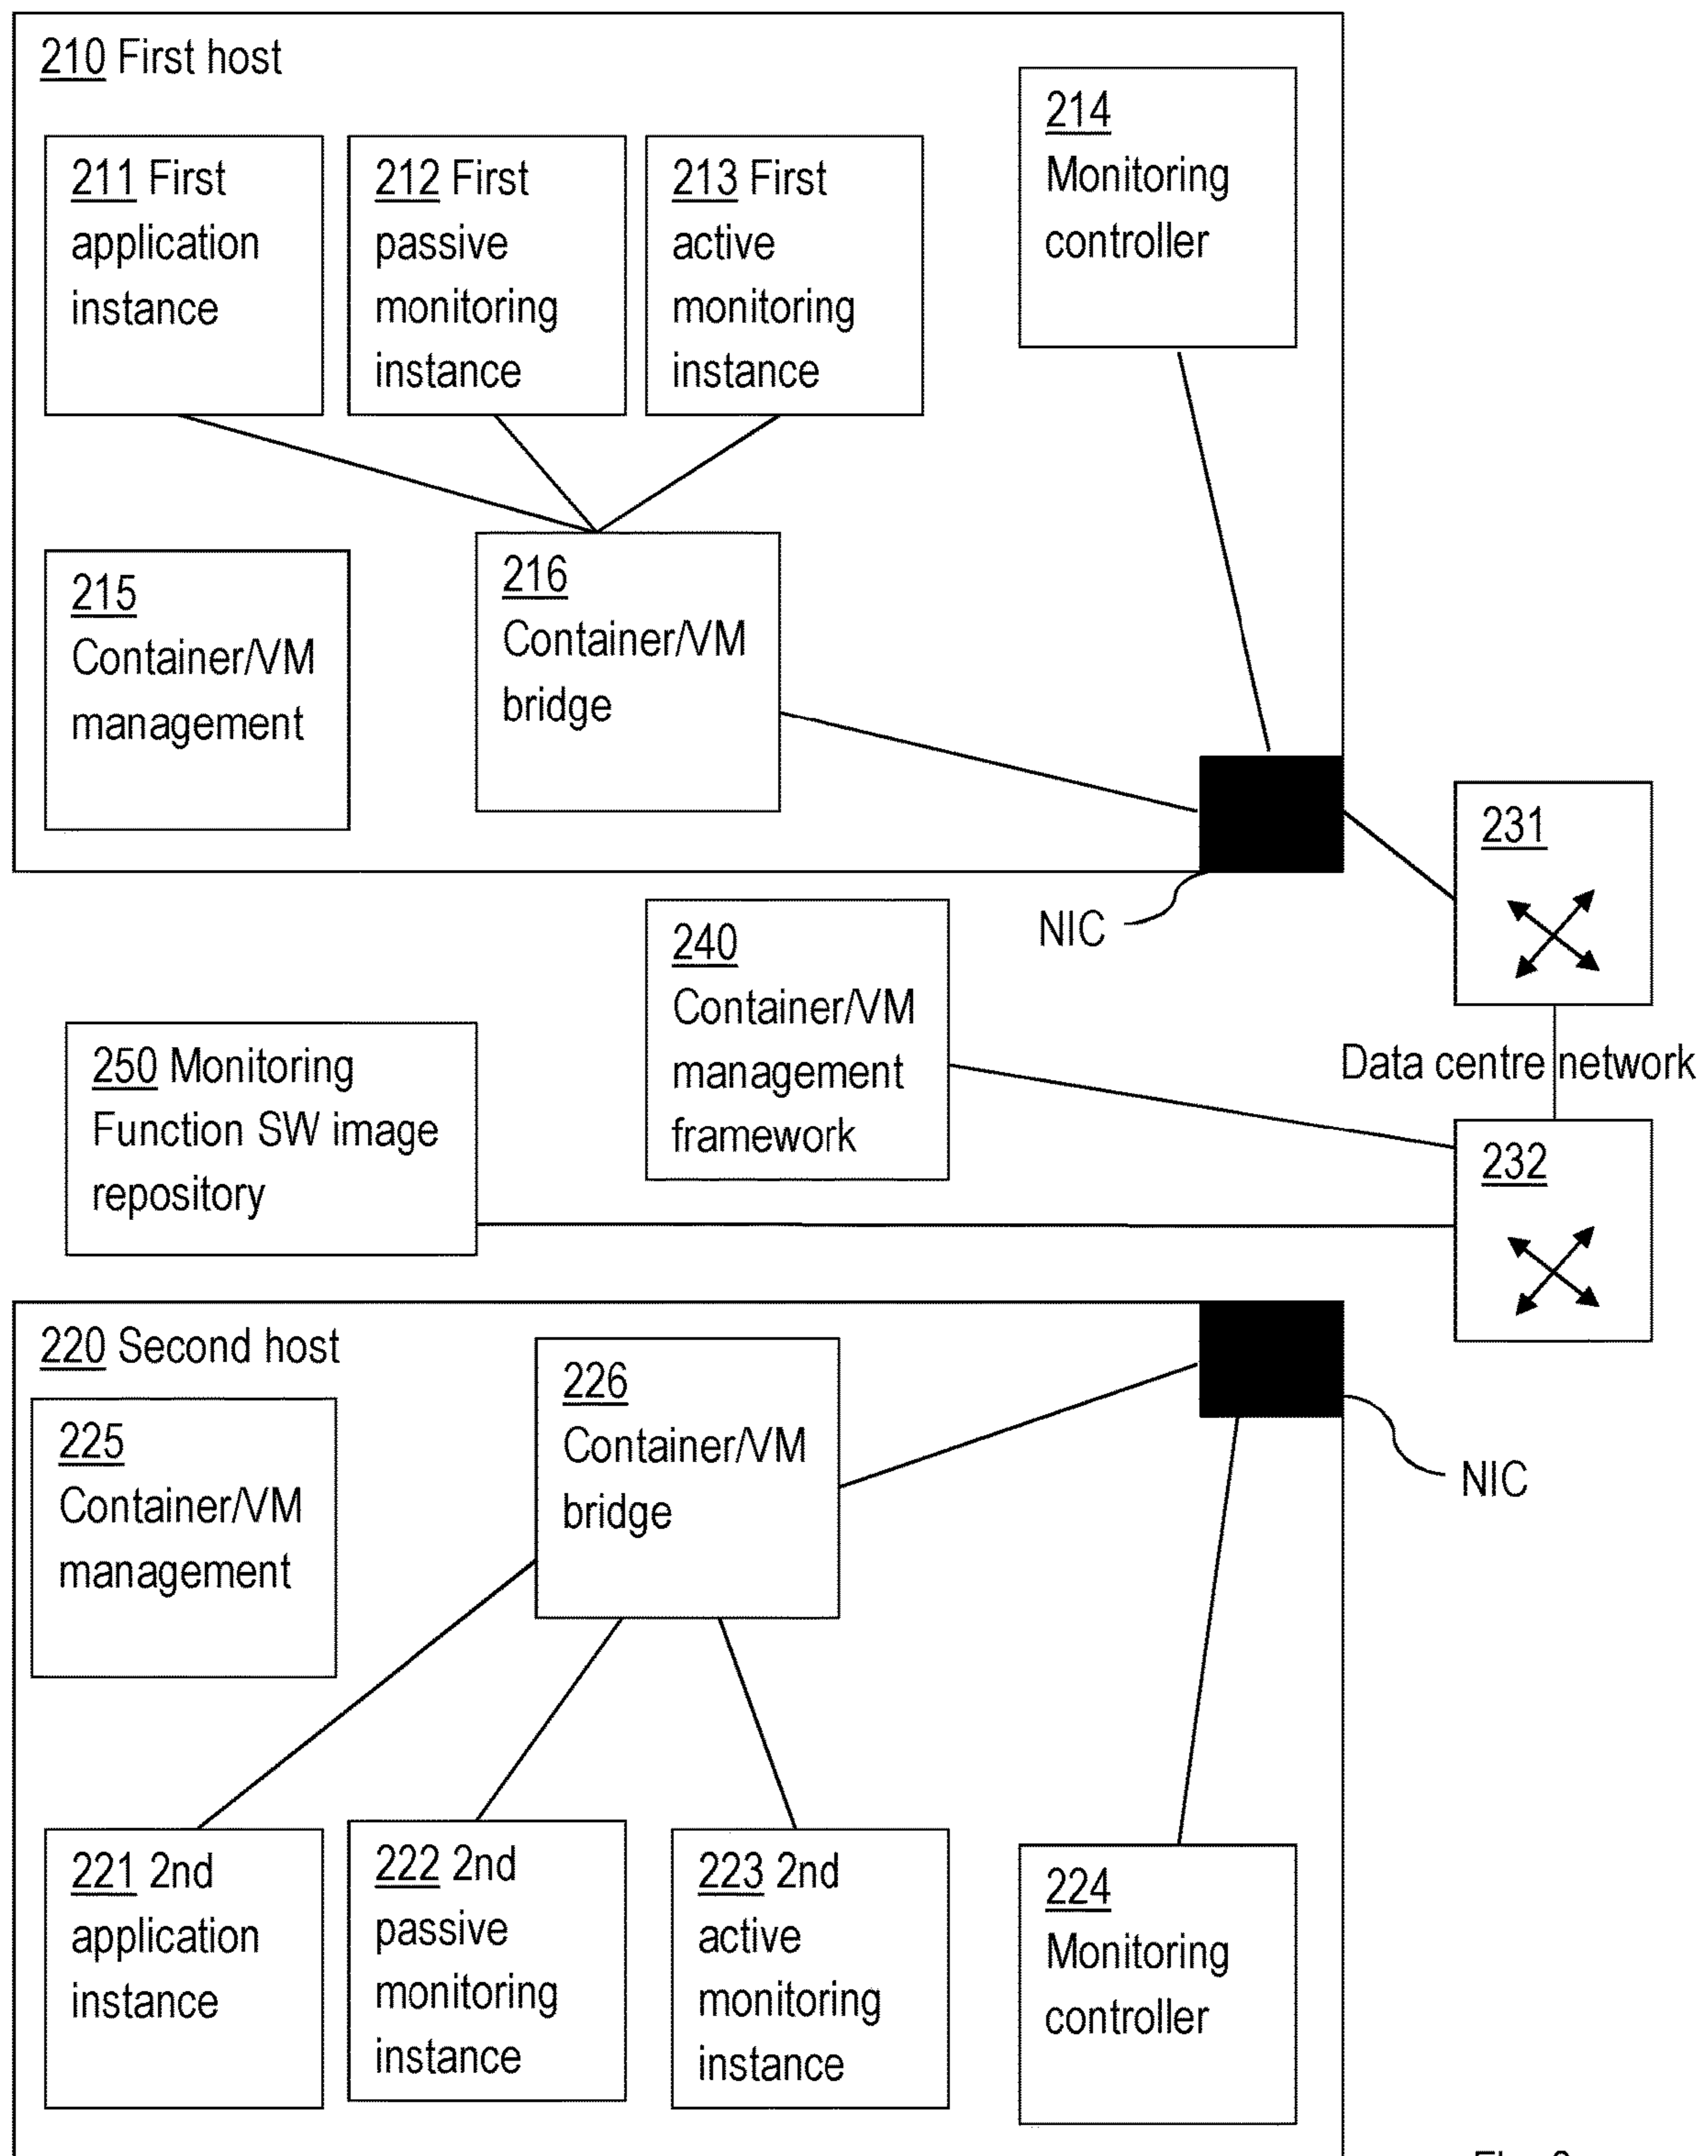 210 First host
211 First
application
instance
212 First
passive
monitoring
instance
213 First
active
monitoring
instance
214
Monitoring
controller
215
Container/VM
management
216
Container/VM
bridge
NIC
231
240
Container/VM
management
framework
250 Monitoring
Function SW image
repository
Data centre network
232
220 Second host
225
Container/VM
management
226
Container/VM
bridge
NIC
221 2nd
application
instance
222 2nd
passive
monitoring
instance
223 2nd
active
monitoring
instance
224
Monitoring
controller